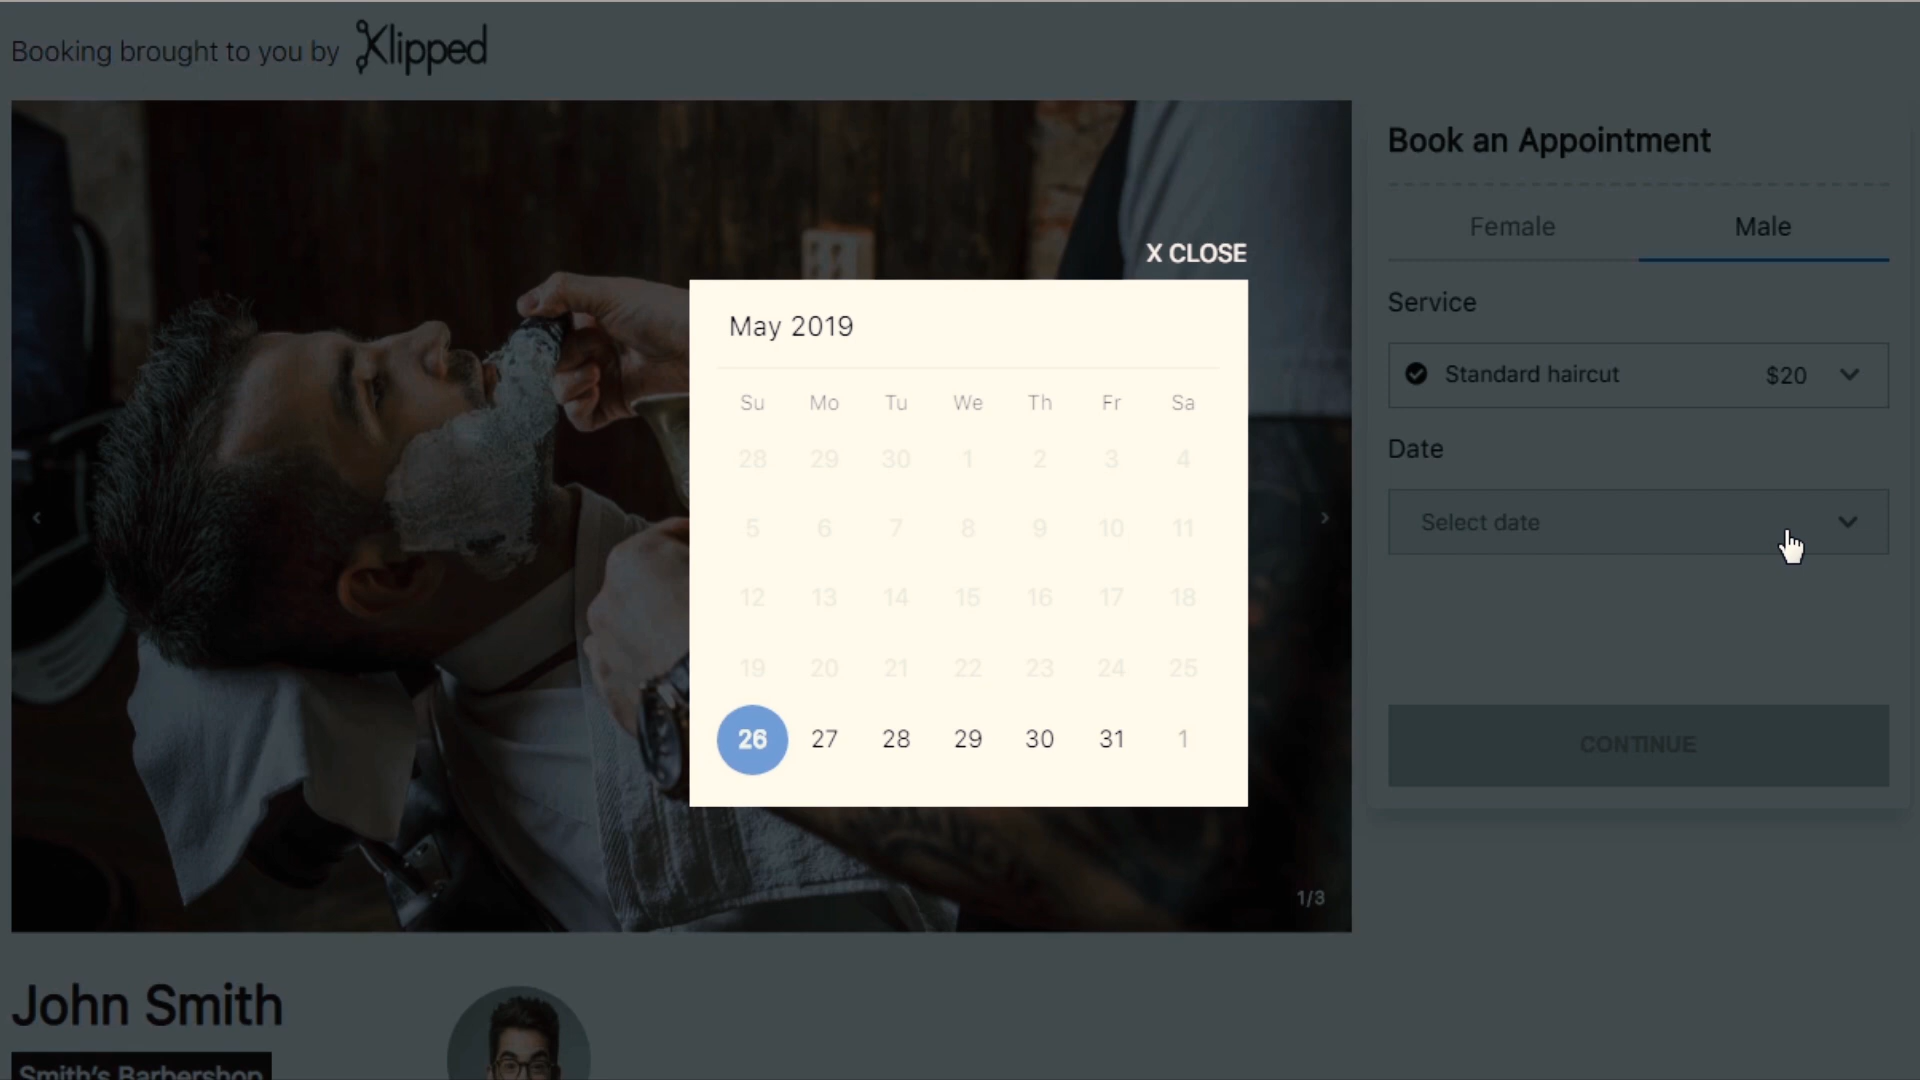 Booking brought to you by Klipped
Book an Appointment
Female Male
Service
Standard haircut $20
Date
Select date
CONTINUE
X CLOSE
May 2019
Su Mo Tu We Th Fr Sa
28 29 30 1 2 3 4
5 6 7 8 9 10 11
12 13 14 15 16 17 18
19 20 21 22 23 24 25
26 27 28 29 30 31 1
1/3
John Smith
Smith's Barbershop